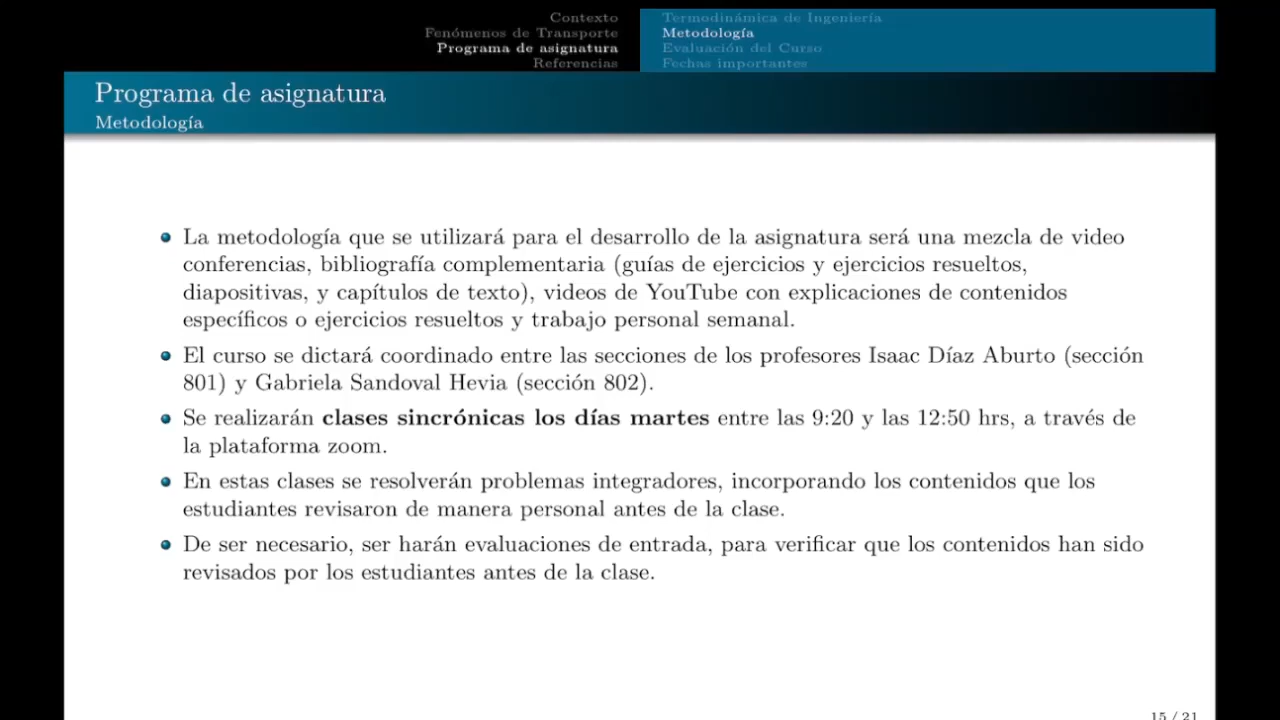 Contexto
Fenómenos de Transporte
Programa de asignatura
Referencias
Termodinámica de Ingeniería
Metodología
Evaluación del Curso
Fechas importantes
Programa de asignatura
Metodología
La metodología que se utilizará para el desarrollo de la asignatura será una mezcla de video
conferencias, bibliografía complementaria (guías de ejercicios y ejercicios resueltos,
diapositivas, y capítulos de texto), videos de YouTube con explicaciones de contenidos
específicos o ejercicios resueltos y trabajo personal semanal.
El curso se dictará coordinado entre las secciones de los profesores Isaac Díaz Aburto (sección
801) y Gabriela Sandoval Hevia (sección 802).
Se realizarán clases sincrónicas los días martes entre las 9:20 y las 12:50 hrs, a través de
la plataforma zoom.
En estas clases se resolverán problemas integradores, incorporando los contenidos que los
estudiantes revisaron de manera personal antes de la clase.
De ser necesario, ser harán evaluaciones de entrada, para verificar que los contenidos han sido
revisados por los estudiantes antes de la clase.
15 / 21